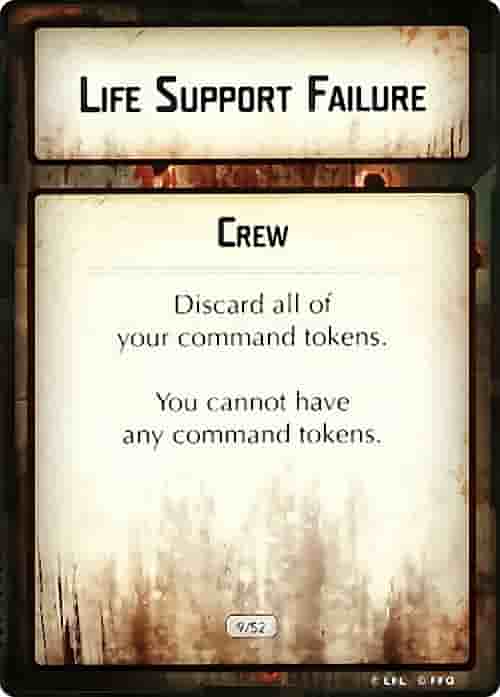 Life Support Failure
Crew
Discard all of
your command tokens.
You cannot have
any command tokens.
9/52
© LFL © FFG